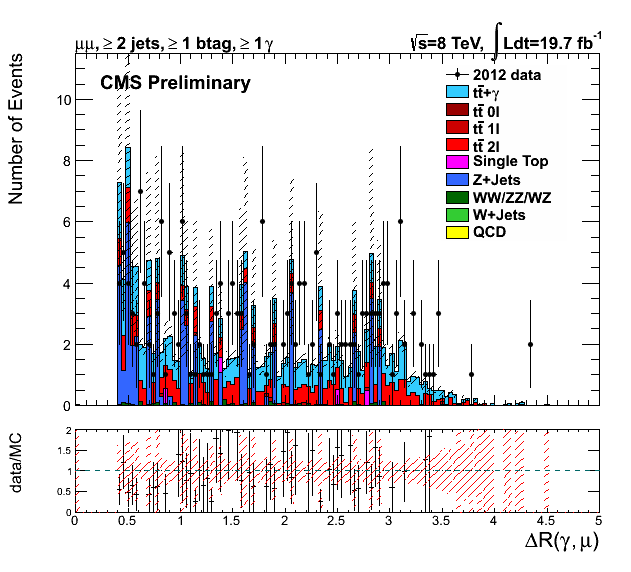 μμ, ≥ 2 jets, ≥ 1 btag, ≥ 1 γ
√s=8 TeV, ∫ Ldt=19.7 fb⁻¹
CMS Preliminary
Number of Events
10
8
6
4
2
0
2012 data
tt̄+γ
tt̄ 0l
tt̄ 1l
tt̄ 2l
Single Top
Z+Jets
WW/ZZ/WZ
W+Jets
QCD
data/MC
2
1.5
1
0.5
0
0 0.5 1 1.5 2 2.5 3 3.5 4 4.5 5
ΔR(γ, μ)